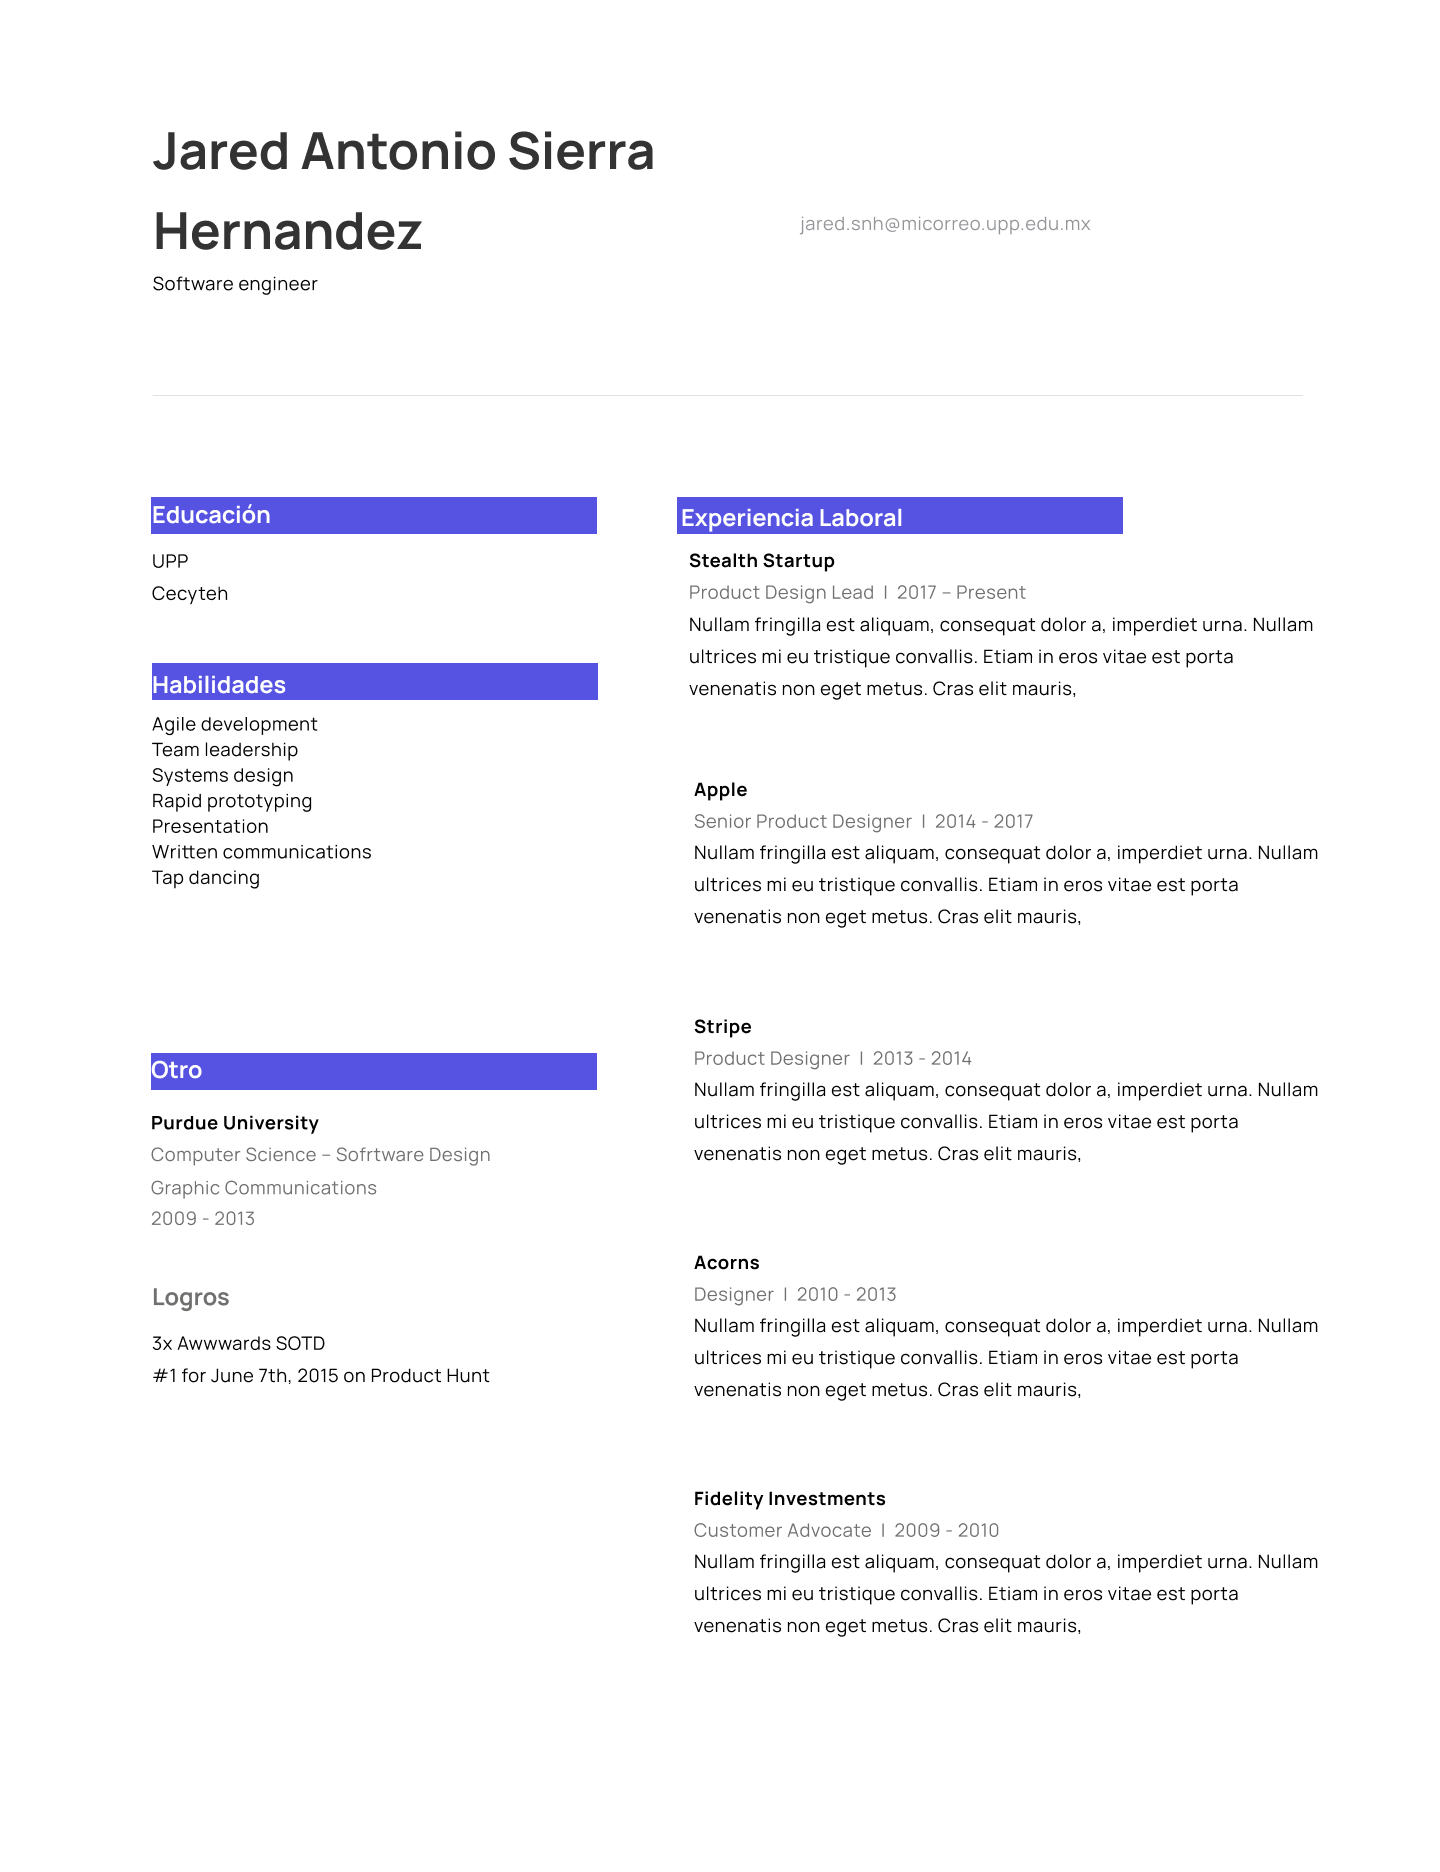 Jared Antonio Sierra
Hernandez
Software engineer
jared.snh@micorreo.upp.edu.mx
Educación
UPP
Cecyteh
Habilidades
Agile development
Team leadership
Systems design
Rapid prototyping
Presentation
Written communications
Tap dancing
Otro
Purdue University
Computer Science – Sofrtware Design
Graphic Communications
2009 - 2013
Logros
3x Awwwards SOTD
#1 for June 7th, 2015 on Product Hunt
Experiencia Laboral
Stealth Startup
Product Design Lead | 2017 – Present
Nullam fringilla est aliquam, consequat dolor a, imperdiet urna. Nullam
ultrices mi eu tristique convallis. Etiam in eros vitae est porta
venenatis non eget metus. Cras elit mauris,
Apple
Senior Product Designer | 2014 - 2017
Nullam fringilla est aliquam, consequat dolor a, imperdiet urna. Nullam
ultrices mi eu tristique convallis. Etiam in eros vitae est porta
venenatis non eget metus. Cras elit mauris,
Stripe
Product Designer | 2013 - 2014
Nullam fringilla est aliquam, consequat dolor a, imperdiet urna. Nullam
ultrices mi eu tristique convallis. Etiam in eros vitae est porta
venenatis non eget metus. Cras elit mauris,
Acorns
Designer | 2010 - 2013
Nullam fringilla est aliquam, consequat dolor a, imperdiet urna. Nullam
ultrices mi eu tristique convallis. Etiam in eros vitae est porta
venenatis non eget metus. Cras elit mauris,
Fidelity Investments
Customer Advocate | 2009 - 2010
Nullam fringilla est aliquam, consequat dolor a, imperdiet urna. Nullam
ultrices mi eu tristique convallis. Etiam in eros vitae est porta
venenatis non eget metus. Cras elit mauris,